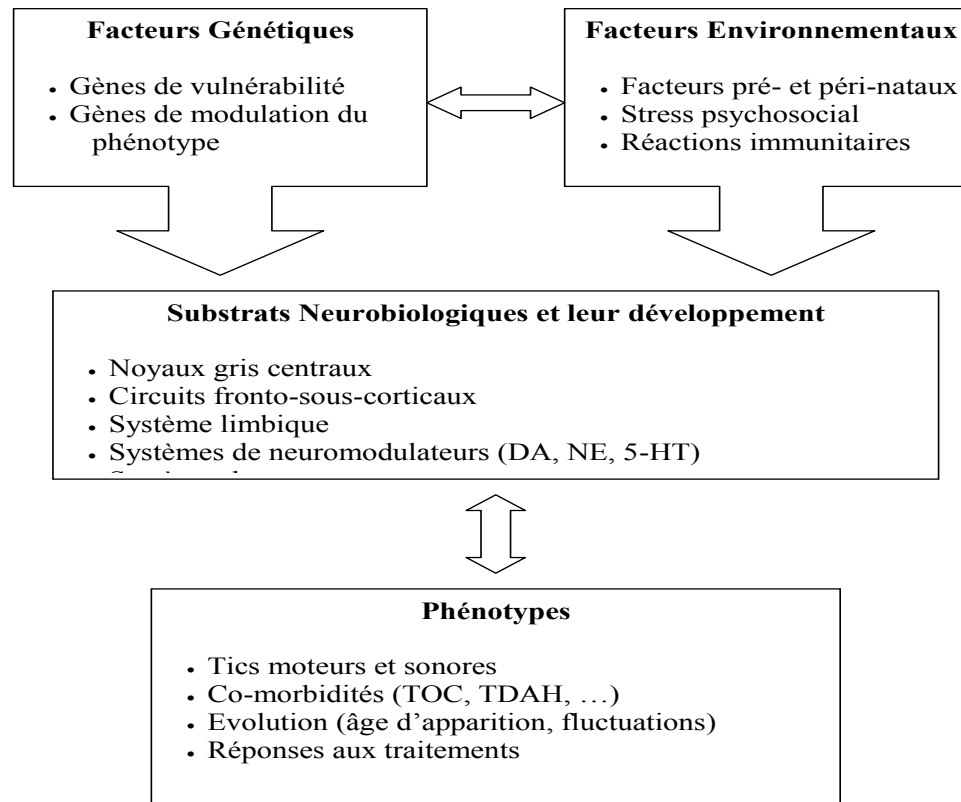 Facteurs Génétiques
• Gènes de vulnérabilité
• Gènes de modulation du
phénotype
Facteurs Environnementaux
• Facteurs pré- et péri-nataux
• Stress psychosocial
• Réactions immunitaires
Substrats Neurobiologiques et leur développement
• Noyaux gris centraux
• Circuits fronto-sous-corticaux
• Système limbique
• Systèmes de neuromodulateurs (DA, NE, 5-HT)
Phénotypes
• Tics moteurs et sonores
• Co-morbidités (TOC, TDAH, …)
• Evolution (âge d’apparition, fluctuations)
• Réponses aux traitements